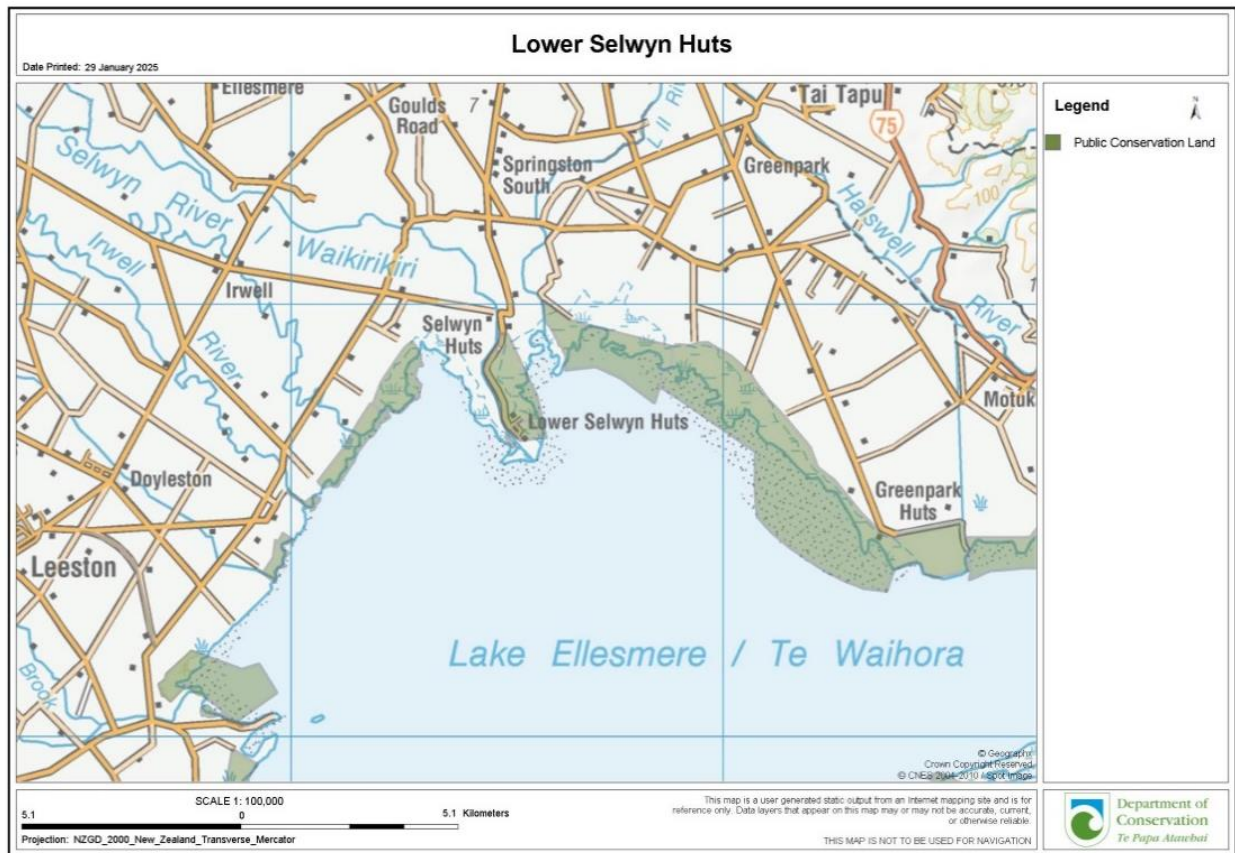 Lower Selwyn Huts
Date Printed: 29 January 2025
Ellesmere
Goulds
Road
7
Springston
South
L II
Tai Tapu
75
Greenpark
100
Halswell
River
Selwyn
River / Waikirikiri
Irwell
River
Irwell
Selwyn
Huts
Lower Selwyn Huts
Motuk
Doyleston
Greenpark
Huts
Leeston
Lake Ellesmere / Te Waihora
Brook
© Geographx
Crown Copyright Reserved
© CNES 2004-2010 / Spot Image
Legend
N
Public Conservation Land
SCALE 1: 100,000
5.1 0 5.1 Kilometers
Projection: NZGD_2000_New_Zealand_Transverse_Mercator
This map is a user generated static output from an Internet mapping site and is for
reference only. Data layers that appear on this map may or may not be accurate, current,
or otherwise reliable.
THIS MAP IS NOT TO BE USED FOR NAVIGATION
Department of
Conservation
Te Papa Atawhai